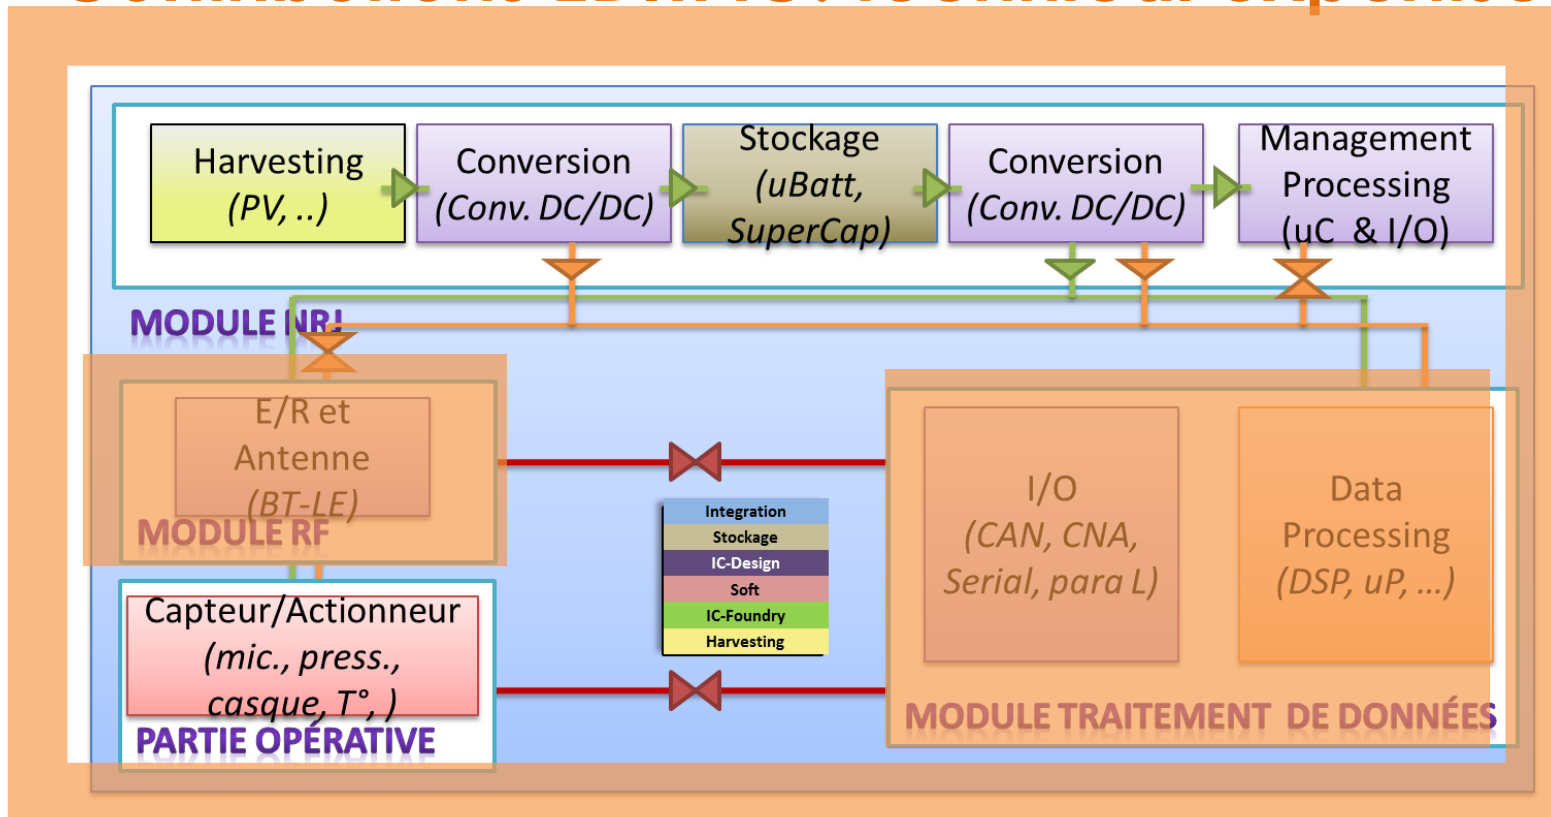 Harvesting
(PV, ..)
Conversion
(Conv. DC/DC)
Stockage
(uBatt,
SuperCap)
Conversion
(Conv. DC/DC)
Management
Processing
(uC & I/O)
MODULE NRJ
E/R et
Antenne
(BT-LE)
MODULE RF
Capteur/Actionneur
(mic., press.,
casque, T°, )
PARTIE OPÉRATIVE
Integration
Stockage
IC-Design
Soft
IC-Foundry
Harvesting
I/O
(CAN, CNA,
Serial, para L)
Data
Processing
(DSP, uP, ...)
MODULE TRAITEMENT DE DONNÉES